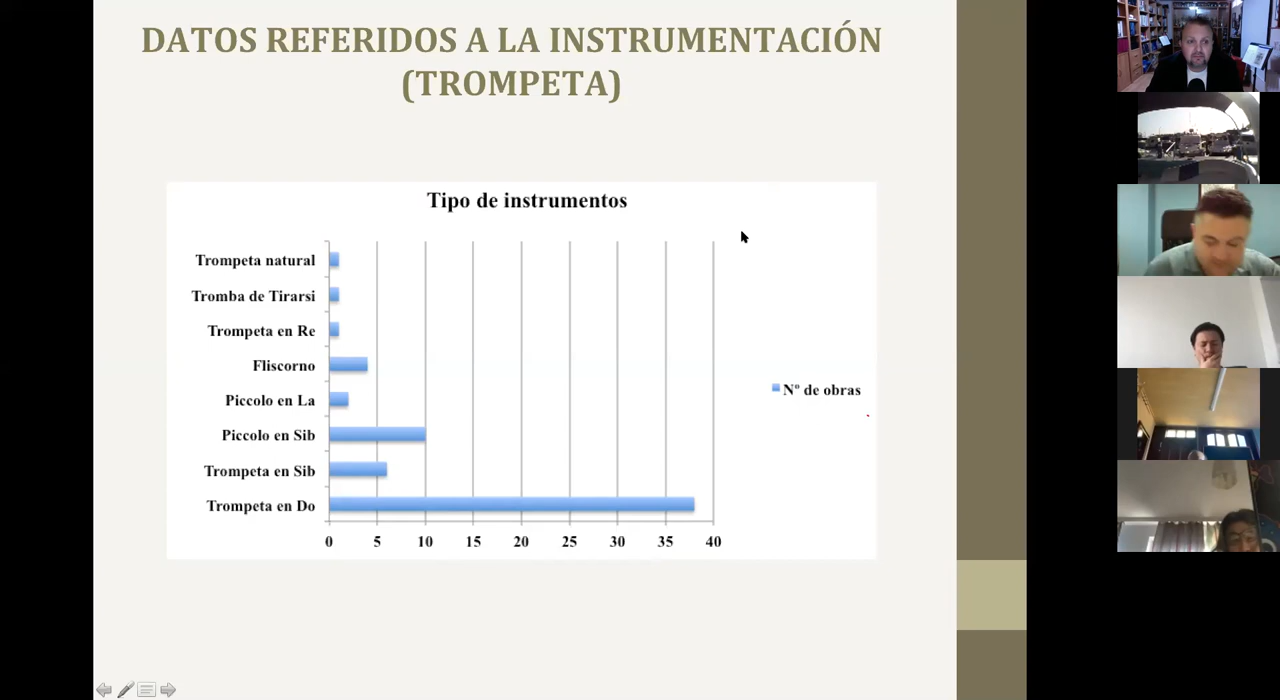 DATOS REFERIDOS A LA INSTRUMENTACIÓN
(TROMPETA)
Tipo de instrumentos
Trompeta natural
Tromba de Tirarsi
Trompeta en Re
Fliscorno
Piccolo en La
Piccolo en Sib
Trompeta en Sib
Trompeta en Do
0 5 10 15 20 25 30 35 40
Nº de obras